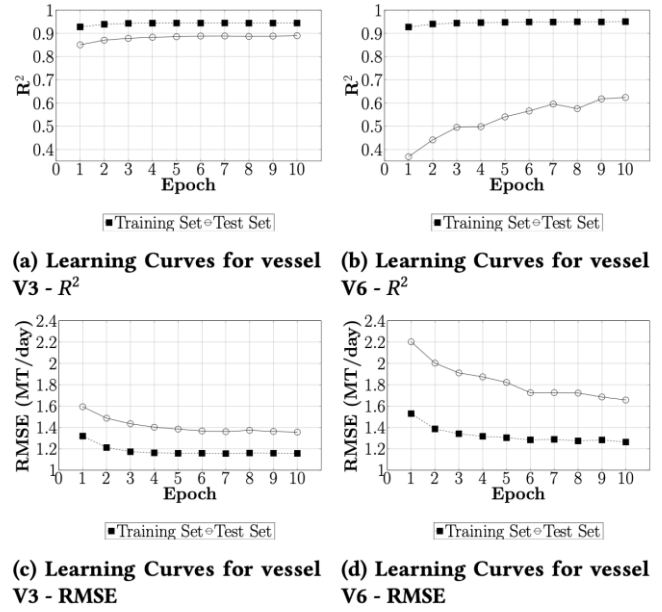 R²
1
0.9
0.8
0.7
0.6
0.5
0.4
0 1 2 3 4 5 6 7 8 9 10
Epoch
■Training Set⊖Test Set
(a) Learning Curves for vessel
V3 - R²
R²
1
0.9
0.8
0.7
0.6
0.5
0.4
0 1 2 3 4 5 6 7 8 9 10
Epoch
■Training Set⊖Test Set
(b) Learning Curves for vessel
V6 - R²
RMSE (MT/day)
2.4
2.2
2
1.8
1.6
1.4
1.2
1
0 1 2 3 4 5 6 7 8 9 10
Epoch
■Training Set⊖Test Set
(c) Learning Curves for vessel
V3 - RMSE
RMSE (MT/day)
2.4
2.2
2
1.8
1.6
1.4
1.2
1
0 1 2 3 4 5 6 7 8 9 10
Epoch
■Training Set⊖Test Set
(d) Learning Curves for vessel
V6 - RMSE